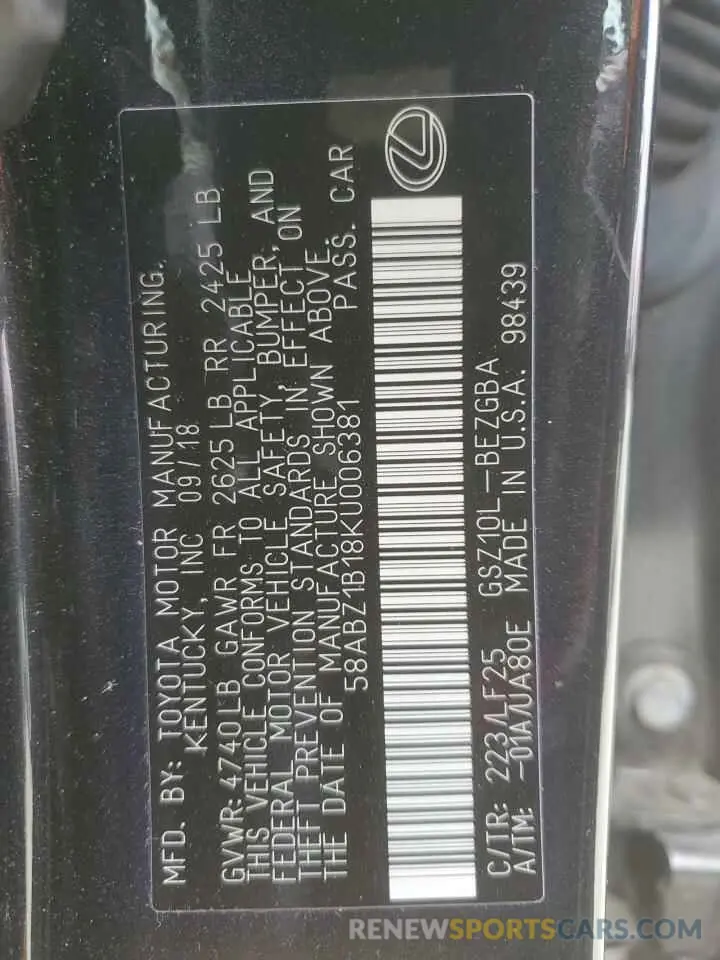 MFD. BY: TOYOTA MOTOR MANUFACTURING.
KENTUCKY, INC 09/18
GVWR: 4740LB GAWR FR 2625LB RR 2425 LB
THIS VEHICLE CONFORMS TO ALL APPLICABLE
FEDERAL MOTOR VEHICLE SAFETY, BUMPER, AND
THEFT PREVENTION STANDARDS IN EFFECT ON
THE DATE OF MANUFACTURE SHOWN ABOVE.
58ABZ1B18KU006381 PASS. CAR
C/TR: 223/LF25 GSZ10L-BEZGBA
A/TM: -01A/UA80E MADE IN U.S.A. 98439
RENEWSPORTSCARS.COM